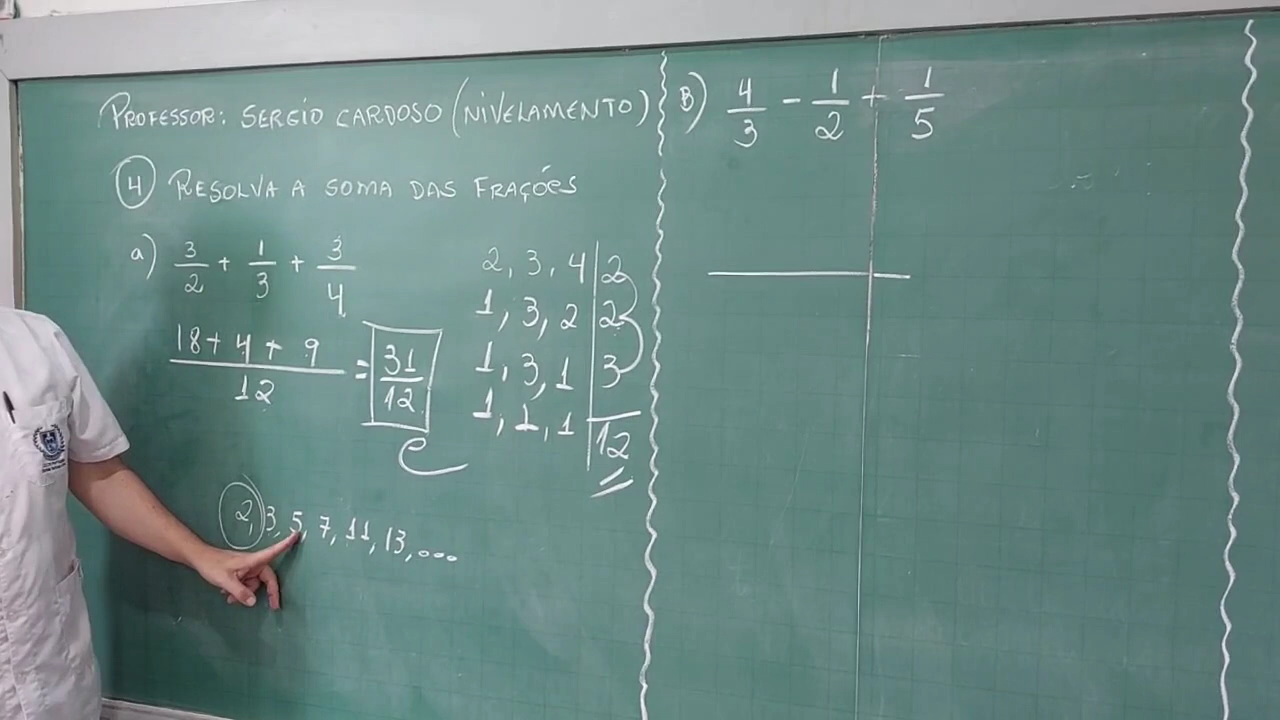 PROFESSOR: SERGIO CARDOSO (NIVELAMENTO)
4 RESOLVA A SOMA DAS FRAÇÕES
a) 3/2 + 1/3 + 3/4
18 + 4 + 9 / 12 = 31/12
2, 3, 4 | 2
1, 3, 2 | 2
1, 3, 1 | 3
1, 1, 1 | 12
2, 3, 5, 7, 11, 13, ...
B) 4/3 - 1/2 + 1/5